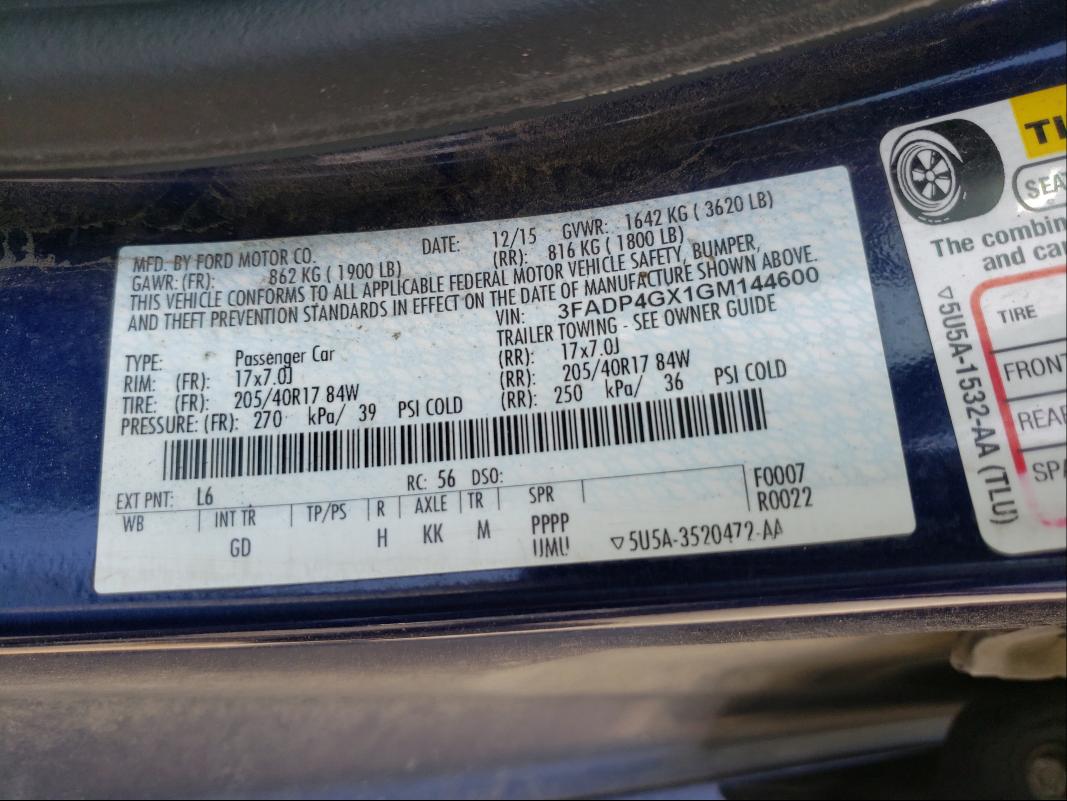 MFD. BY FORD MOTOR CO. DATE: 12/15 GVWR: 1642 KG ( 3620 LB)
GAWR: (FR): 862 KG ( 1900 LB) (RR): 816 KG ( 1800 LB)
THIS VEHICLE CONFORMS TO ALL APPLICABLE FEDERAL MOTOR VEHICLE SAFETY, BUMPER,
AND THEFT PREVENTION STANDARDS IN EFFECT ON THE DATE OF MANUFACTURE SHOWN ABOVE.
VIN: 3FADP4GX1GM144600
TRAILER TOWING - SEE OWNER GUIDE
TYPE: Passenger Car
RIM: (FR): 17x7.0J (RR): 17x7.0J
TIRE: (FR): 205/40R17 84W (RR): 205/40R17 84W
PRESSURE: (FR): 270 kPa/ 39 PSI COLD (RR): 250 kPa/ 36 PSI COLD
RC: 56 DSO:
EXT PNT: L6 F0007
WB INT TR TP/PS R AXLE TR SPR R0022
GD H KK M PPPP
UMU ▽5U5A-3520472-AA
TI
SEA
The combin
and ca
TIRE
FRONT
REAR
SPA
▽5U5A-1532-AA (TLU)